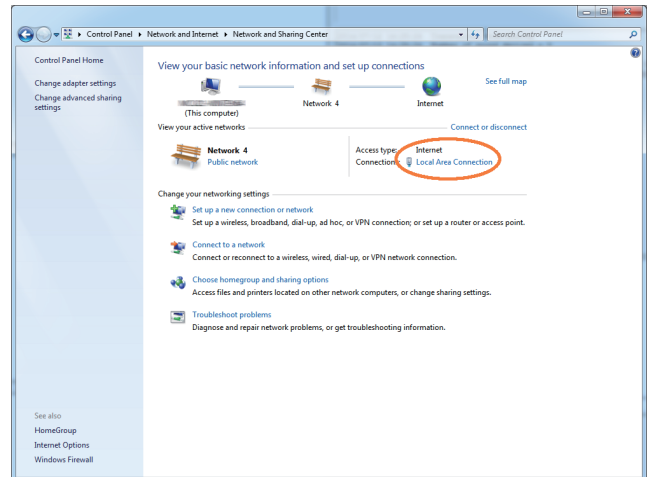 Control Panel ▸ Network and Internet ▸ Network and Sharing Center
Search Control Panel
Control Panel Home
Change adapter settings
Change advanced sharing
settings
View your basic network information and set up connections
See full map
(This computer)
Network 4
Internet
View your active networks
Connect or disconnect
Network 4
Public network
Access type: Internet
Connections: Local Area Connection
Change your networking settings
Set up a new connection or network
Set up a wireless, broadband, dial-up, ad hoc, or VPN connection; or set up a router or access point.
Connect to a network
Connect or reconnect to a wireless, wired, dial-up, or VPN network connection.
Choose homegroup and sharing options
Access files and printers located on other network computers, or change sharing settings.
Troubleshoot problems
Diagnose and repair network problems, or get troubleshooting information.
See also
HomeGroup
Internet Options
Windows Firewall